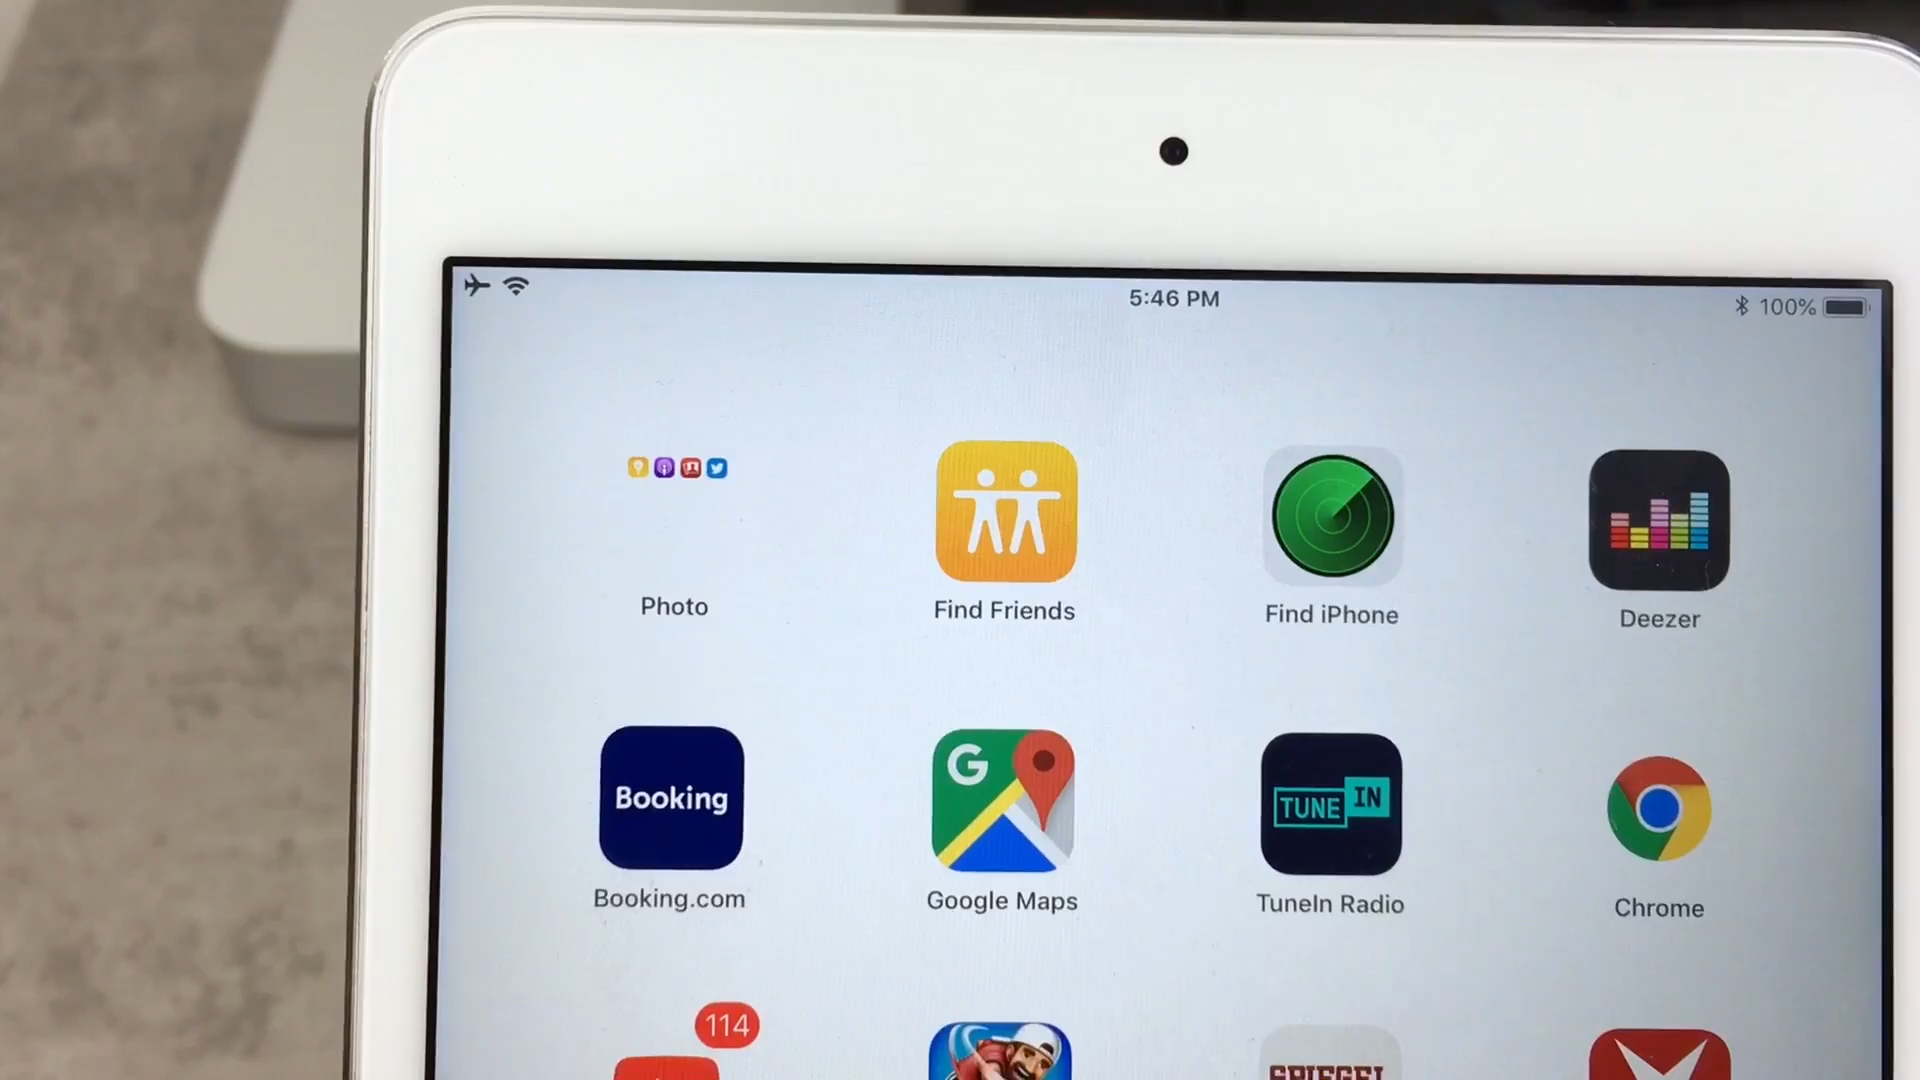 5:46 PM
100%
Photo
Find Friends
Find iPhone
Deezer
Booking
G
TUNE IN
Booking.com
Google Maps
TuneIn Radio
Chrome
114
SPIEGEL